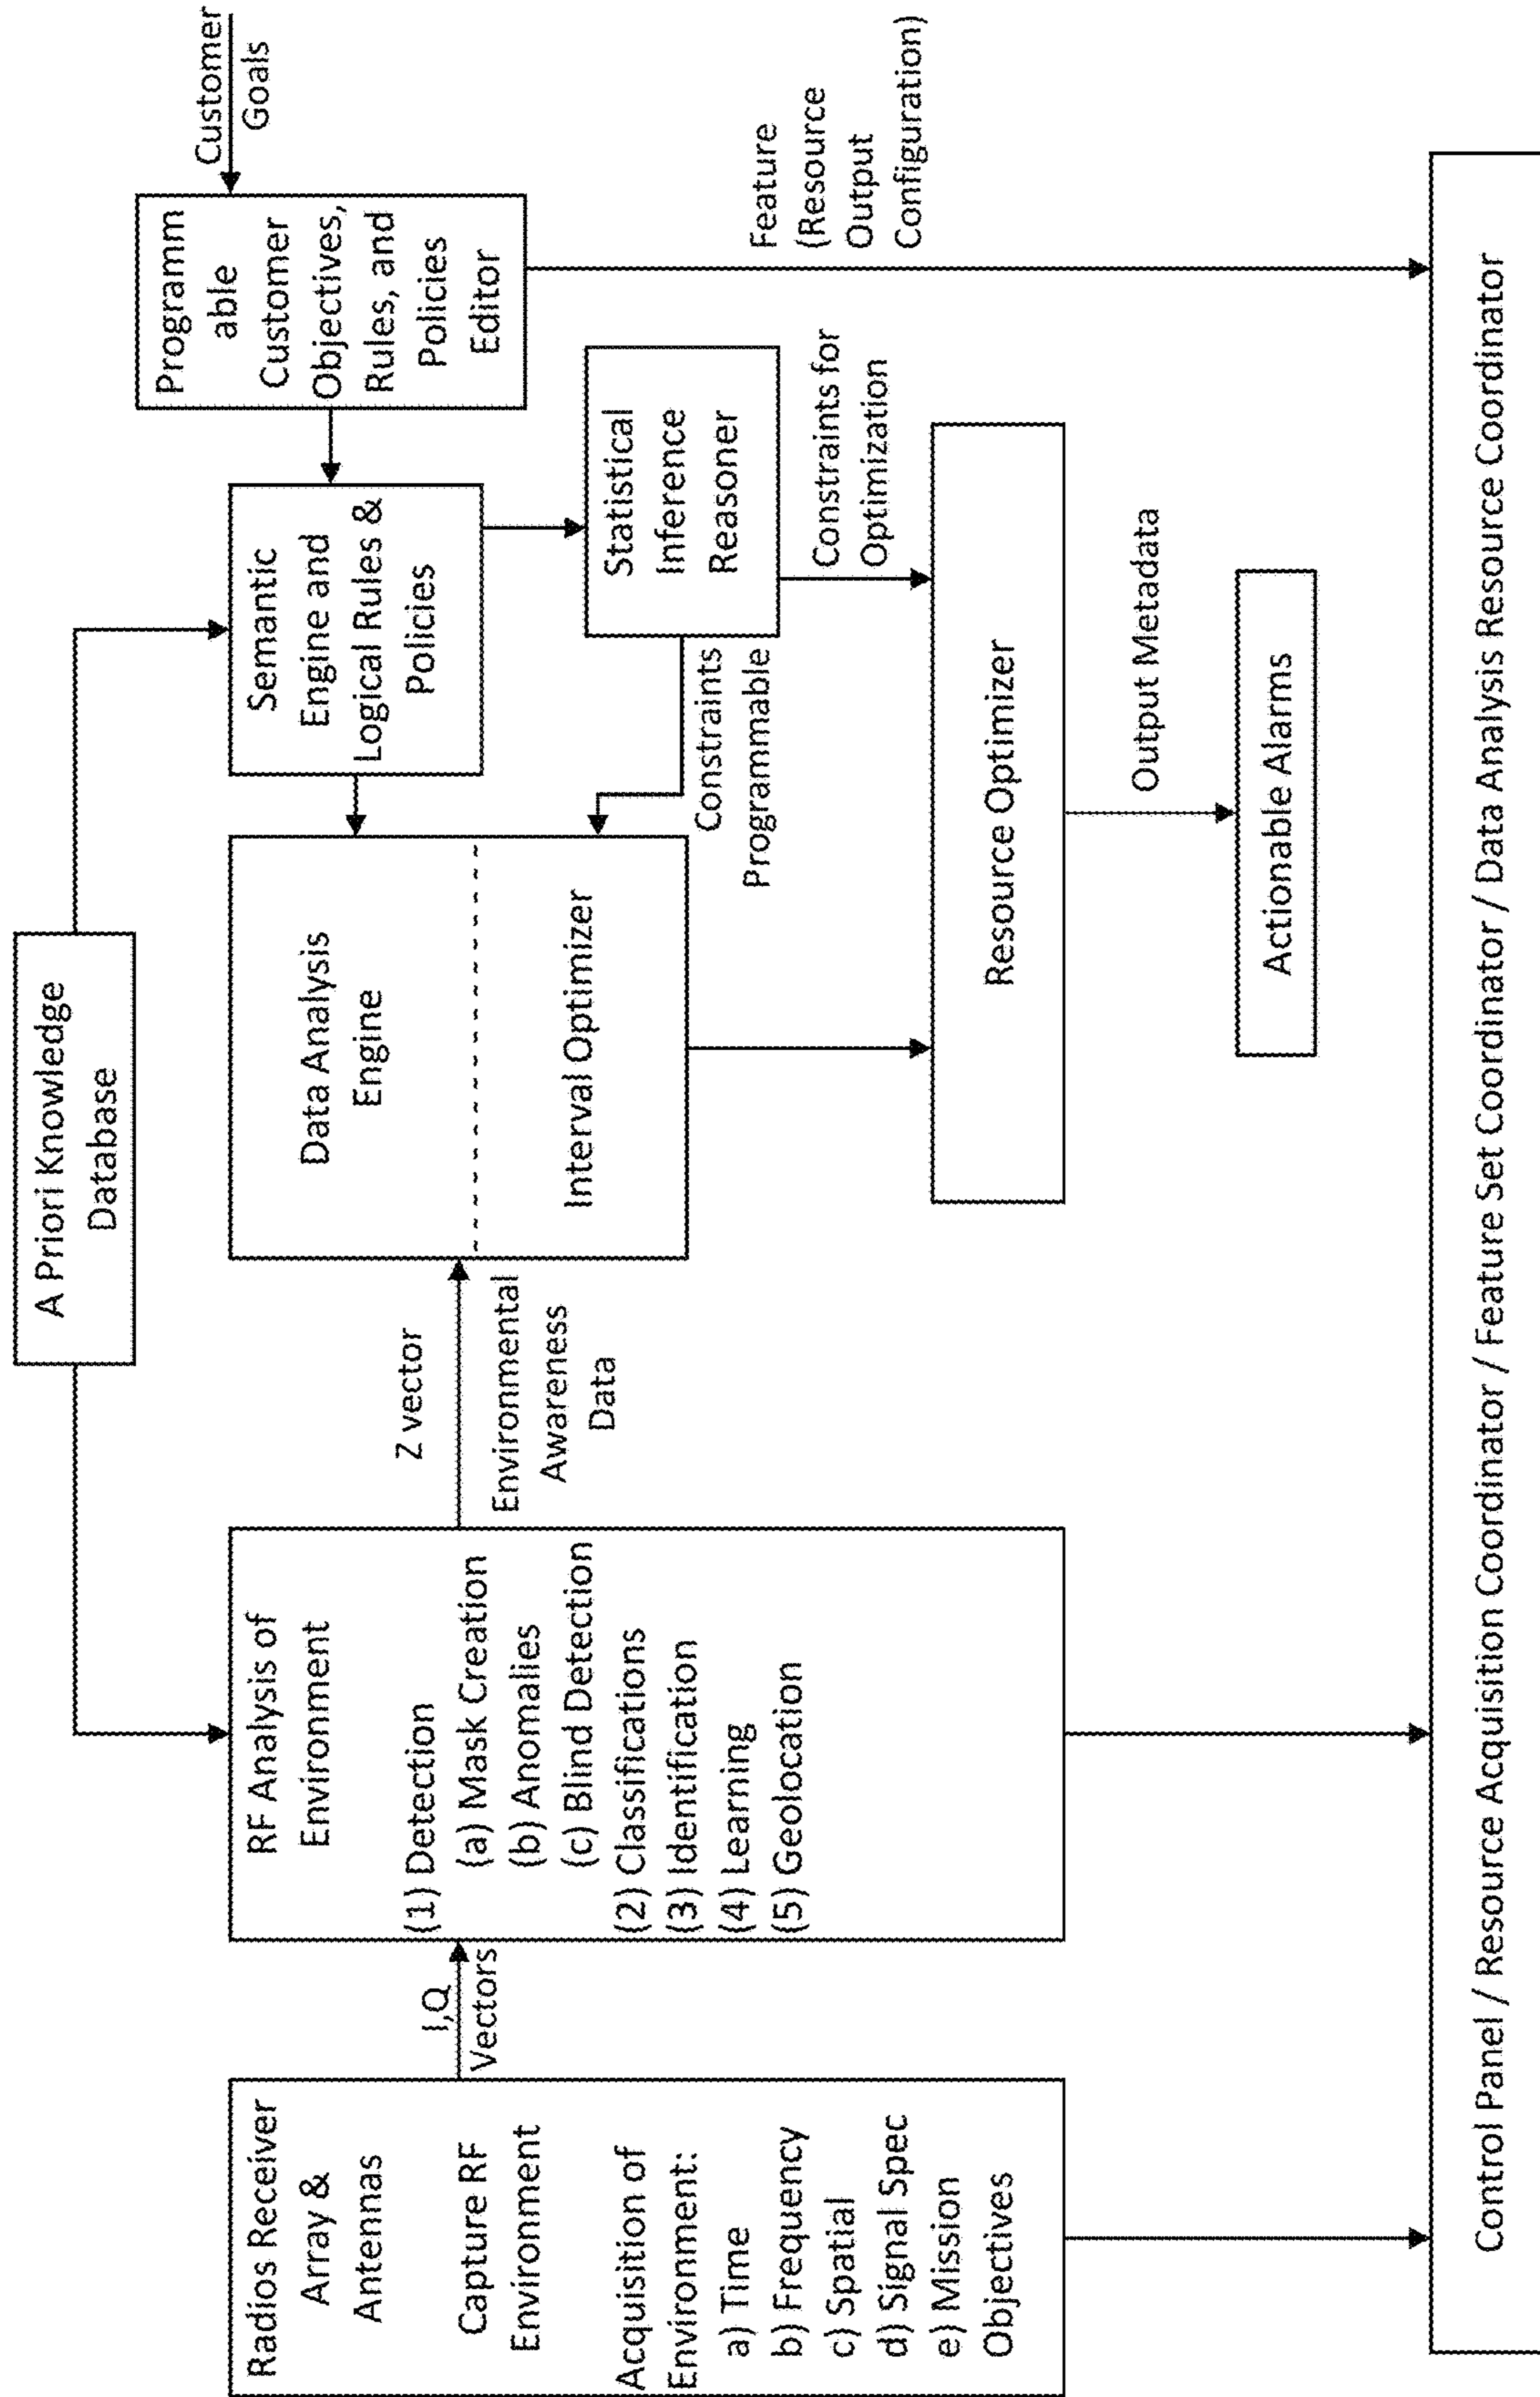 A Priori Knowledge
Database
Radios Receiver
Array &
Antennas
Capture RF
Environment
Acquisition of
Environment:
a) Time
b) Frequency
c) Spatial
d) Signal Spec
e) Mission
Objectives
I,Q
Vectors
RF Analysis of
Environment
(1) Detection
(a) Mask Creation
(b) Anomalies
(c) Blind Detection
(2) Classifications
(3) Identification
(4) Learning
(5) Geolocation
Z vector
Environmental
Awareness
Data
Data Analysis
Engine
Interval Optimizer
Semantic
Engine and
Logical Rules &
Policies
Programm
able
Customer
Objectives,
Rules, and
Policies
Editor
Customer
Goals
Statistical
Inference
Reasoner
Constraints
Programmable
Constraints for
Optimization
Feature
(Resource
Output
Configuration)
Resource Optimizer
Output Metadata
Actionable Alarms
Control Panel / Resource Acquisition Coordinator / Feature Set Coordinator / Data Analysis Resource Coordinator